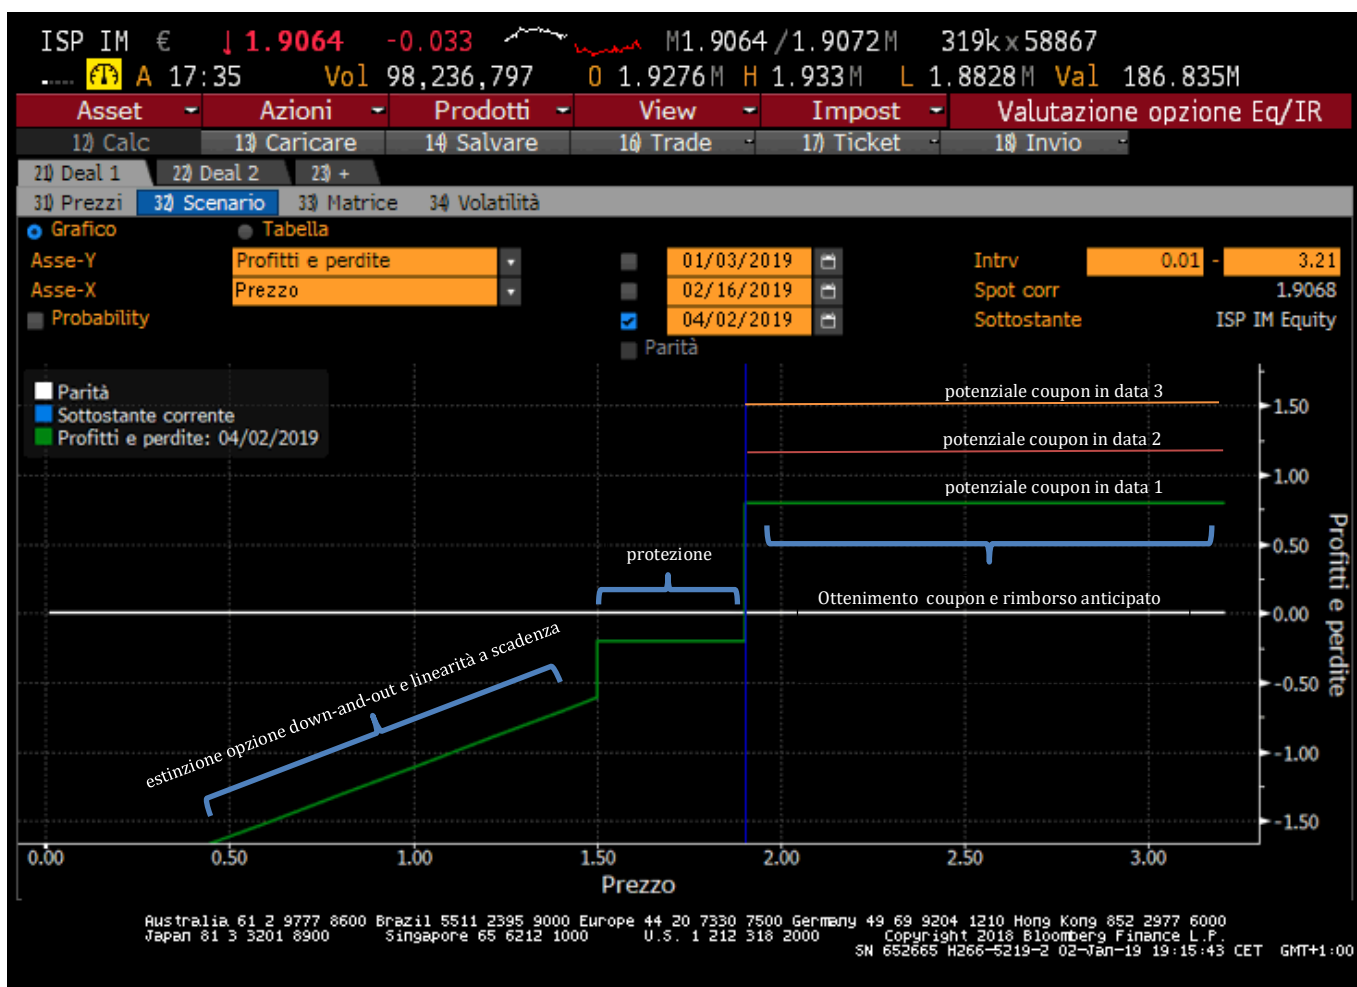 ISP IM € ↓1.9064 -0.033 M1.9064/1.9072M 319k×58867
A 17:35 Vol 98,236,797 O 1.9276M H 1.933M L 1.8828M Val 186.835M
Asset Azioni Prodotti View Impost Valutazione opzione Eq/IR
12) Calc 13) Caricare 14) Salvare 16) Trade 17) Ticket 18) Invio
21) Deal 1 22) Deal 2 23) +
31) Prezzi 32) Scenario 33) Matrice 34) Volatilità
Grafico Tabella
Asse-Y Profitti e perdite 01/03/2019 Intrv 0.01 - 3.21
Asse-X Prezzo 02/16/2019 Spot corr 1.9068
Probability 04/02/2019 Sottostante ISP IM Equity
Parità
Parità
Sottostante corrente
Profitti e perdite: 04/02/2019
potenziale coupon in data 3
potenziale coupon in data 2
potenziale coupon in data 1
protezione
Ottenimento coupon e rimborso anticipato
estinzione opzione down-and-out e linearità a scadenza
1.50
1.00
0.50
0.00
-0.50
-1.00
-1.50
Profitti e perdite
0.00 0.50 1.00 1.50 2.00 2.50 3.00
Prezzo
Australia 61 2 9777 8600 Brazil 5511 2395 9000 Europe 44 20 7330 7500 Germany 49 69 9204 1210 Hong Kong 852 2977 6000
Japan 81 3 3201 8900 Singapore 65 6212 1000 U.S. 1 212 318 2000 Copyright 2018 Bloomberg Finance L.P.
SN 652665 H266-5219-2 02-Jan-19 19:15:43 CET GMT+1:00